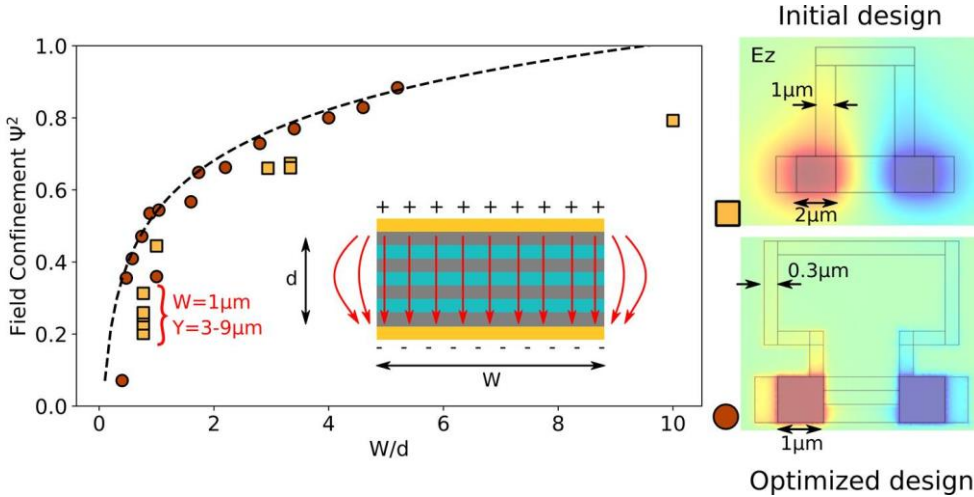 Initial design
Field Confinement Ψ²
1.0
0.8
0.6
0.4
0.2
0.0
0
2
4
6
8
10
W/d
W=1μm
Y=3-9μm
+ + + + + + + + +
d
- - - - - - - - - -
W
Ez
1μm
2μm
0.3μm
1μm
Optimized design